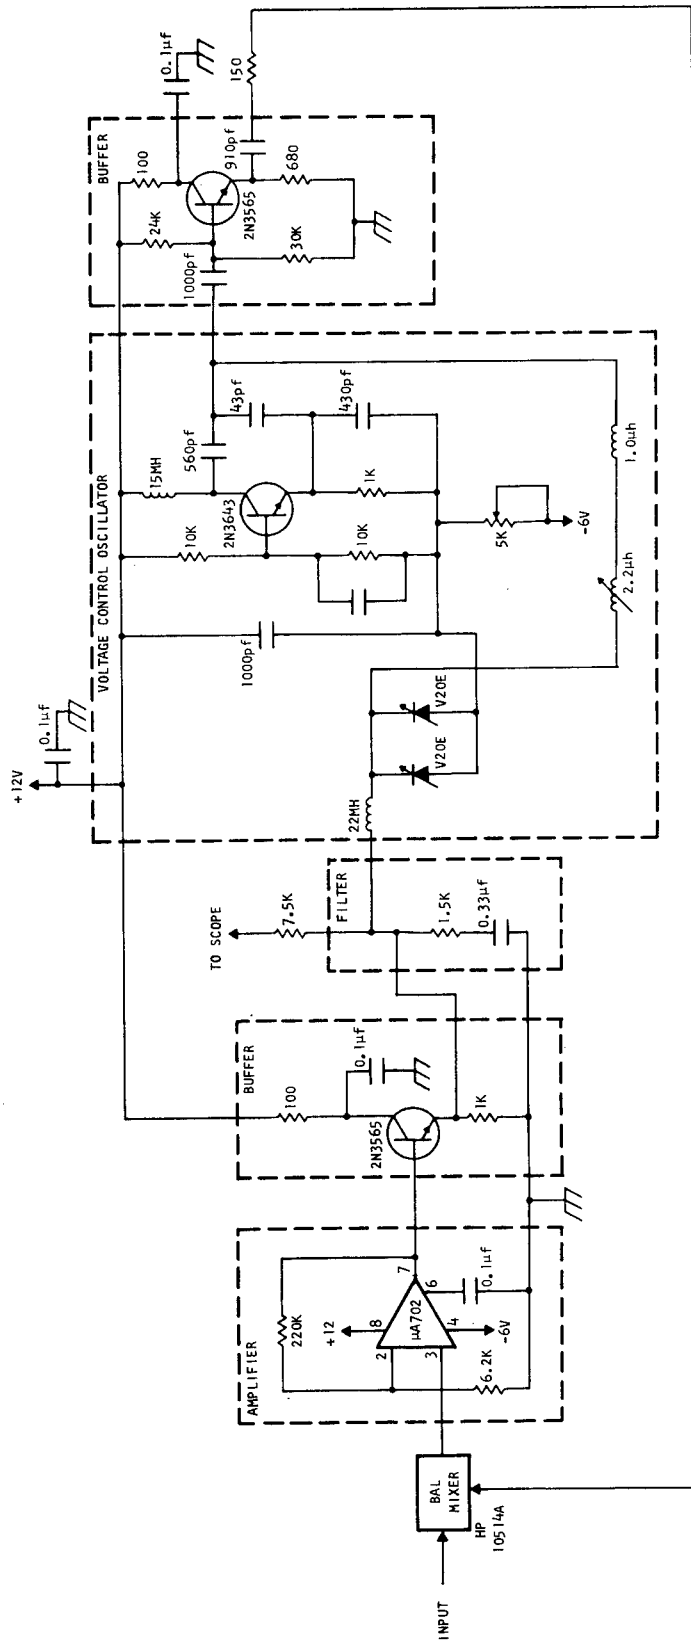 INPUT
BAL
MIXER
HP
10514A
AMPLIFIER
220K
+12
8
2
µA702
7
3
4
6
6.2K
-6V
0.1µf
BUFFER
100
0.1µf
2N3565
1K
TO SCOPE
7.5K
FILTER
1.5K
0.33µf
+12V
0.1µf
VOLTAGE CONTROL OSCILLATOR
22MH
V20E
V20E
1000pf
10K
15MH
560pf
2N3643
43pf
10K
1K
430pf
5K
-6V
2.2µh
1.0µh
BUFFER
24K
100
1000pf
2N3565
910pf
30K
680
0.1µf
150